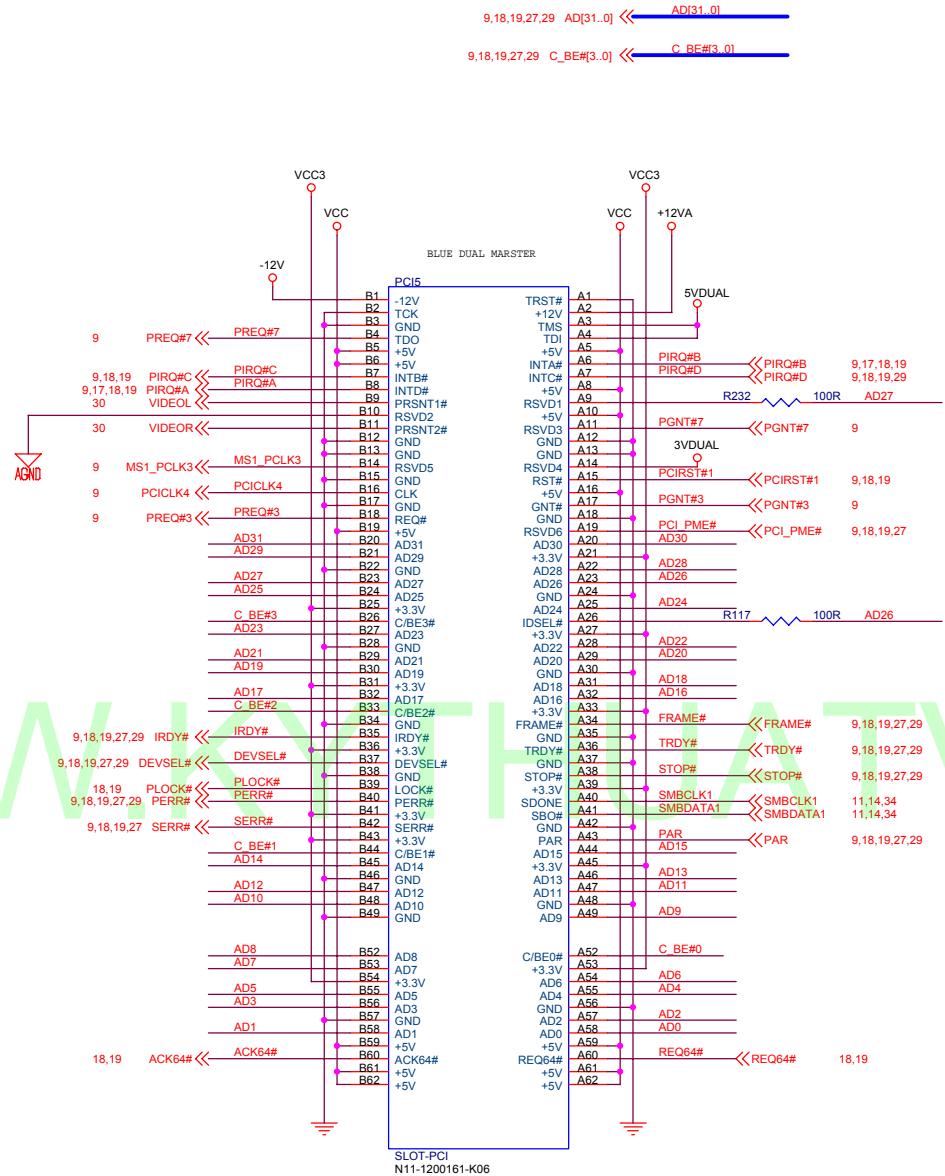 9,18,19,27,29 AD[31..0] AD[31..0]
9,18,19,27,29 C_BE#[3..0] C_BE#[3..0]
VCC3 VCC3
VCC VCC +12VA
BLUE DUAL MARSTER
-12V
PCI5
5VDUAL
B1 -12V TRST# A1
B2 TCK +12V A2
B3 GND TMS A3
9 PREQ#7 PREQ#7 B4 TDO TDI A4
B5 +5V +5V A5
B6 +5V INTA# A6 PIRQ#B PIRQ#B 9,17,18,19
9,18,19 PIRQ#C PIRQ#C B7 INTB# INTC# A7 PIRQ#D PIRQ#D 9,18,19,29
9,17,18,19 PIRQ#A PIRQ#A B8 INTD# +5V A8
30 VIDEOL B9 PRSNT1# RSVD1 A9 R232 100R AD27
B10 RSVD2 +5V A10
30 VIDEOR B11 PRSNT2# RSVD3 A11 PGNT#7 PGNT#7 9
B12 GND GND A12
B13 GND GND A13 3VDUAL
AGND
9 MS1_PCLK3 MS1_PCLK3 B14 RSVD5 RSVD4 A14
B15 GND RST# A15 PCIRST#1 PCIRST#1 9,18,19
9 PCICLK4 PCICLK4 B16 CLK +5V A16
B17 GND GNT# A17 PGNT#3 PGNT#3 9
9 PREQ#3 PREQ#3 B18 REQ# GND A18
B19 +5V RSVD6 A19 PCI_PME# PCI_PME# 9,18,19,27
AD31 B20 AD31 AD30 A20 AD30
AD29 B21 AD29 +3.3V A21
B22 GND AD28 A22 AD28
AD27 B23 AD27 AD26 A23 AD26
AD25 B24 AD25 GND A24
B25 +3.3V AD24 A25 AD24
C_BE#3 B26 C/BE3# IDSEL# A26 R117 100R AD26
AD23 B27 AD23 +3.3V A27
B28 GND AD22 A28 AD22
AD21 B29 AD21 AD20 A29 AD20
AD19 B30 AD19 GND A30
B31 +3.3V AD18 A31 AD18
AD17 B32 AD17 AD16 A32 AD16
C_BE#2 B33 C/BE2# +3.3V A33
B34 GND FRAME# A34 FRAME# FRAME# 9,18,19,27,29
9,18,19,27,29 IRDY# IRDY# B35 IRDY# GND A35
B36 +3.3V TRDY# A36 TRDY# TRDY# 9,18,19,27,29
9,18,19,27,29 DEVSEL# DEVSEL# B37 DEVSEL# GND A37
B38 GND STOP# A38 STOP# STOP# 9,18,19,27,29
18,19 PLOCK# PLOCK# B39 LOCK# +3.3V A39
9,18,19,27,29 PERR# PERR# B40 PERR# SDONE A40 SMBCLK1 SMBCLK1 11,14,34
B41 +3.3V SBO# A41 SMBDATA1 SMBDATA1 11,14,34
9,18,19,27 SERR# SERR# B42 SERR# GND A42
B43 +3.3V PAR A43 PAR PAR 9,18,19,27,29
C_BE#1 B44 C/BE1# AD15 A44 AD15
AD14 B45 AD14 +3.3V A45
B46 GND AD13 A46 AD13
AD12 B47 AD12 AD11 A47 AD11
AD10 B48 AD10 GND A48
B49 GND AD9 A49 AD9
AD8 B52 AD8 C/BE0# A52 C_BE#0
AD7 B53 AD7 +3.3V A53
B54 +3.3V AD6 A54 AD6
AD5 B55 AD5 AD4 A55 AD4
AD3 B56 AD3 GND A56
B57 GND AD2 A57 AD2
AD1 B58 AD1 AD0 A58 AD0
B59 +5V +5V A59
18,19 ACK64# ACK64# B60 ACK64# REQ64# A60 REQ64# REQ64# 18,19
B61 +5V +5V A61
B62 +5V +5V A62
SLOT-PCI
N11-1200161-K06
W.KYTHUATV